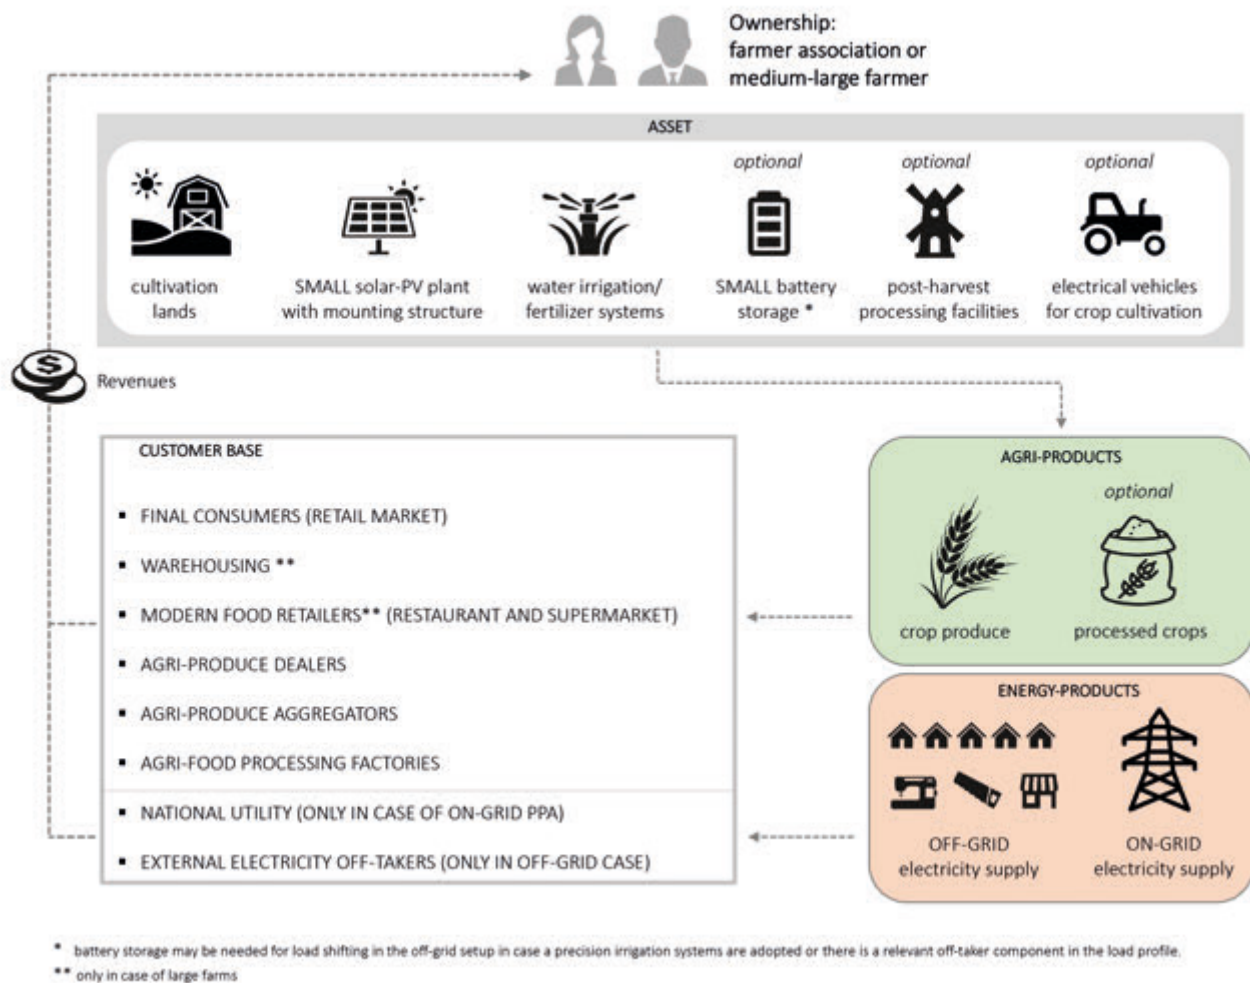 Ownership:
farmer association or
medium-large farmer
ASSET
optional
optional
optional
cultivation
lands
SMALL solar-PV plant
with mounting structure
water irrigation/
fertilizer systems
SMALL battery
storage *
post-harvest
processing facilities
electrical vehicles
for crop cultivation
$
Revenues
CUSTOMER BASE
▪ FINAL CONSUMERS (RETAIL MARKET)
▪ WAREHOUSING **
▪ MODERN FOOD RETAILERS** (RESTAURANT AND SUPERMARKET)
▪ AGRI-PRODUCE DEALERS
▪ AGRI-PRODUCE AGGREGATORS
▪ AGRI-FOOD PROCESSING FACTORIES
▪ NATIONAL UTILITY (ONLY IN CASE OF ON-GRID PPA)
▪ EXTERNAL ELECTRICITY OFF-TAKERS (ONLY IN OFF-GRID CASE)
AGRI-PRODUCTS
optional
crop produce
processed crops
ENERGY-PRODUCTS
OFF-GRID
electricity supply
ON-GRID
electricity supply
* battery storage may be needed for load shifting in the off-grid setup in case a precision irrigation systems are adopted or there is a relevant off-taker component in the load profile.
** only in case of large farms